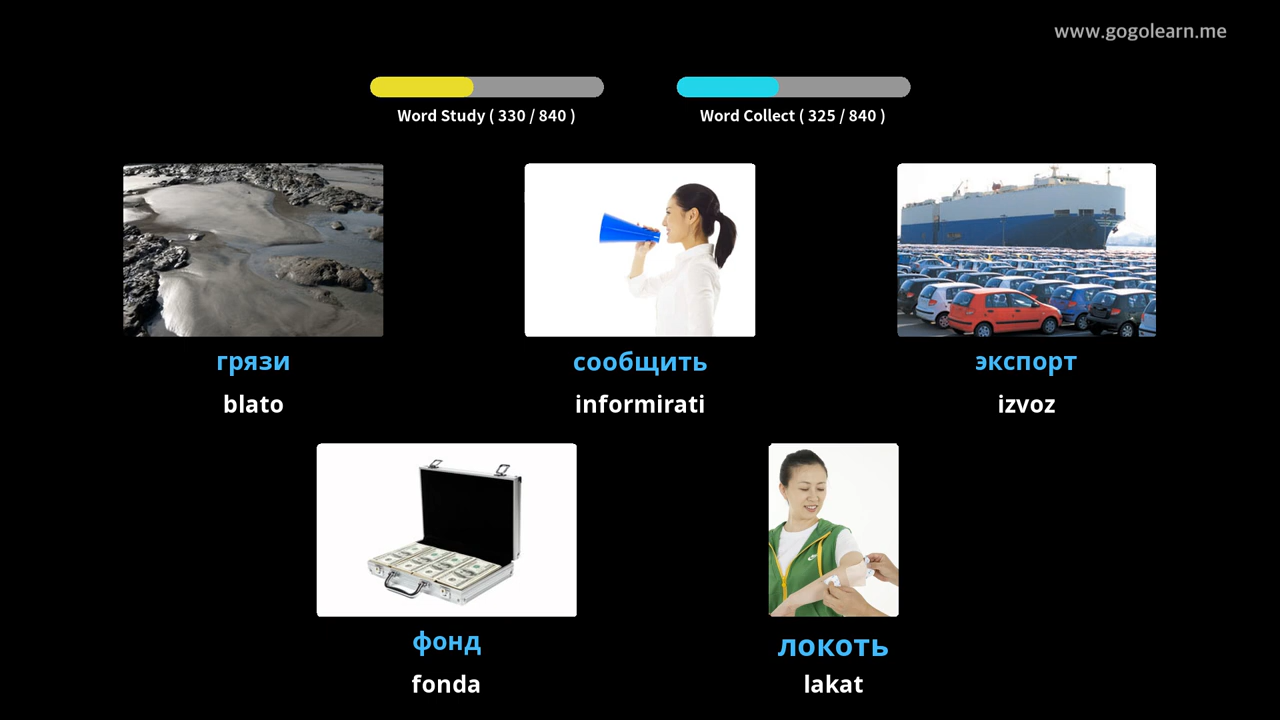 www.gogolearn.me
Word Study ( 330 / 840 )
Word Collect ( 325 / 840 )
грязи
сообщить
экспорт
blato
informirati
izvoz
фонд
локоть
fonda
lakat